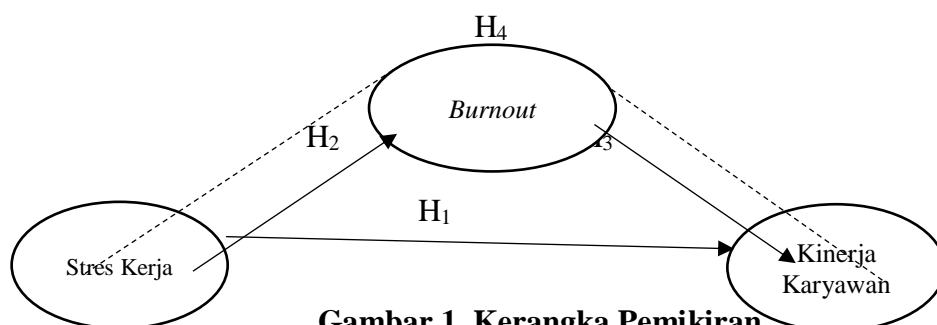 H4
Burnout
H2
H1
Stres Kerja
Kinerja
Karyawan
Gambar 1. Kerangka Pemikiran